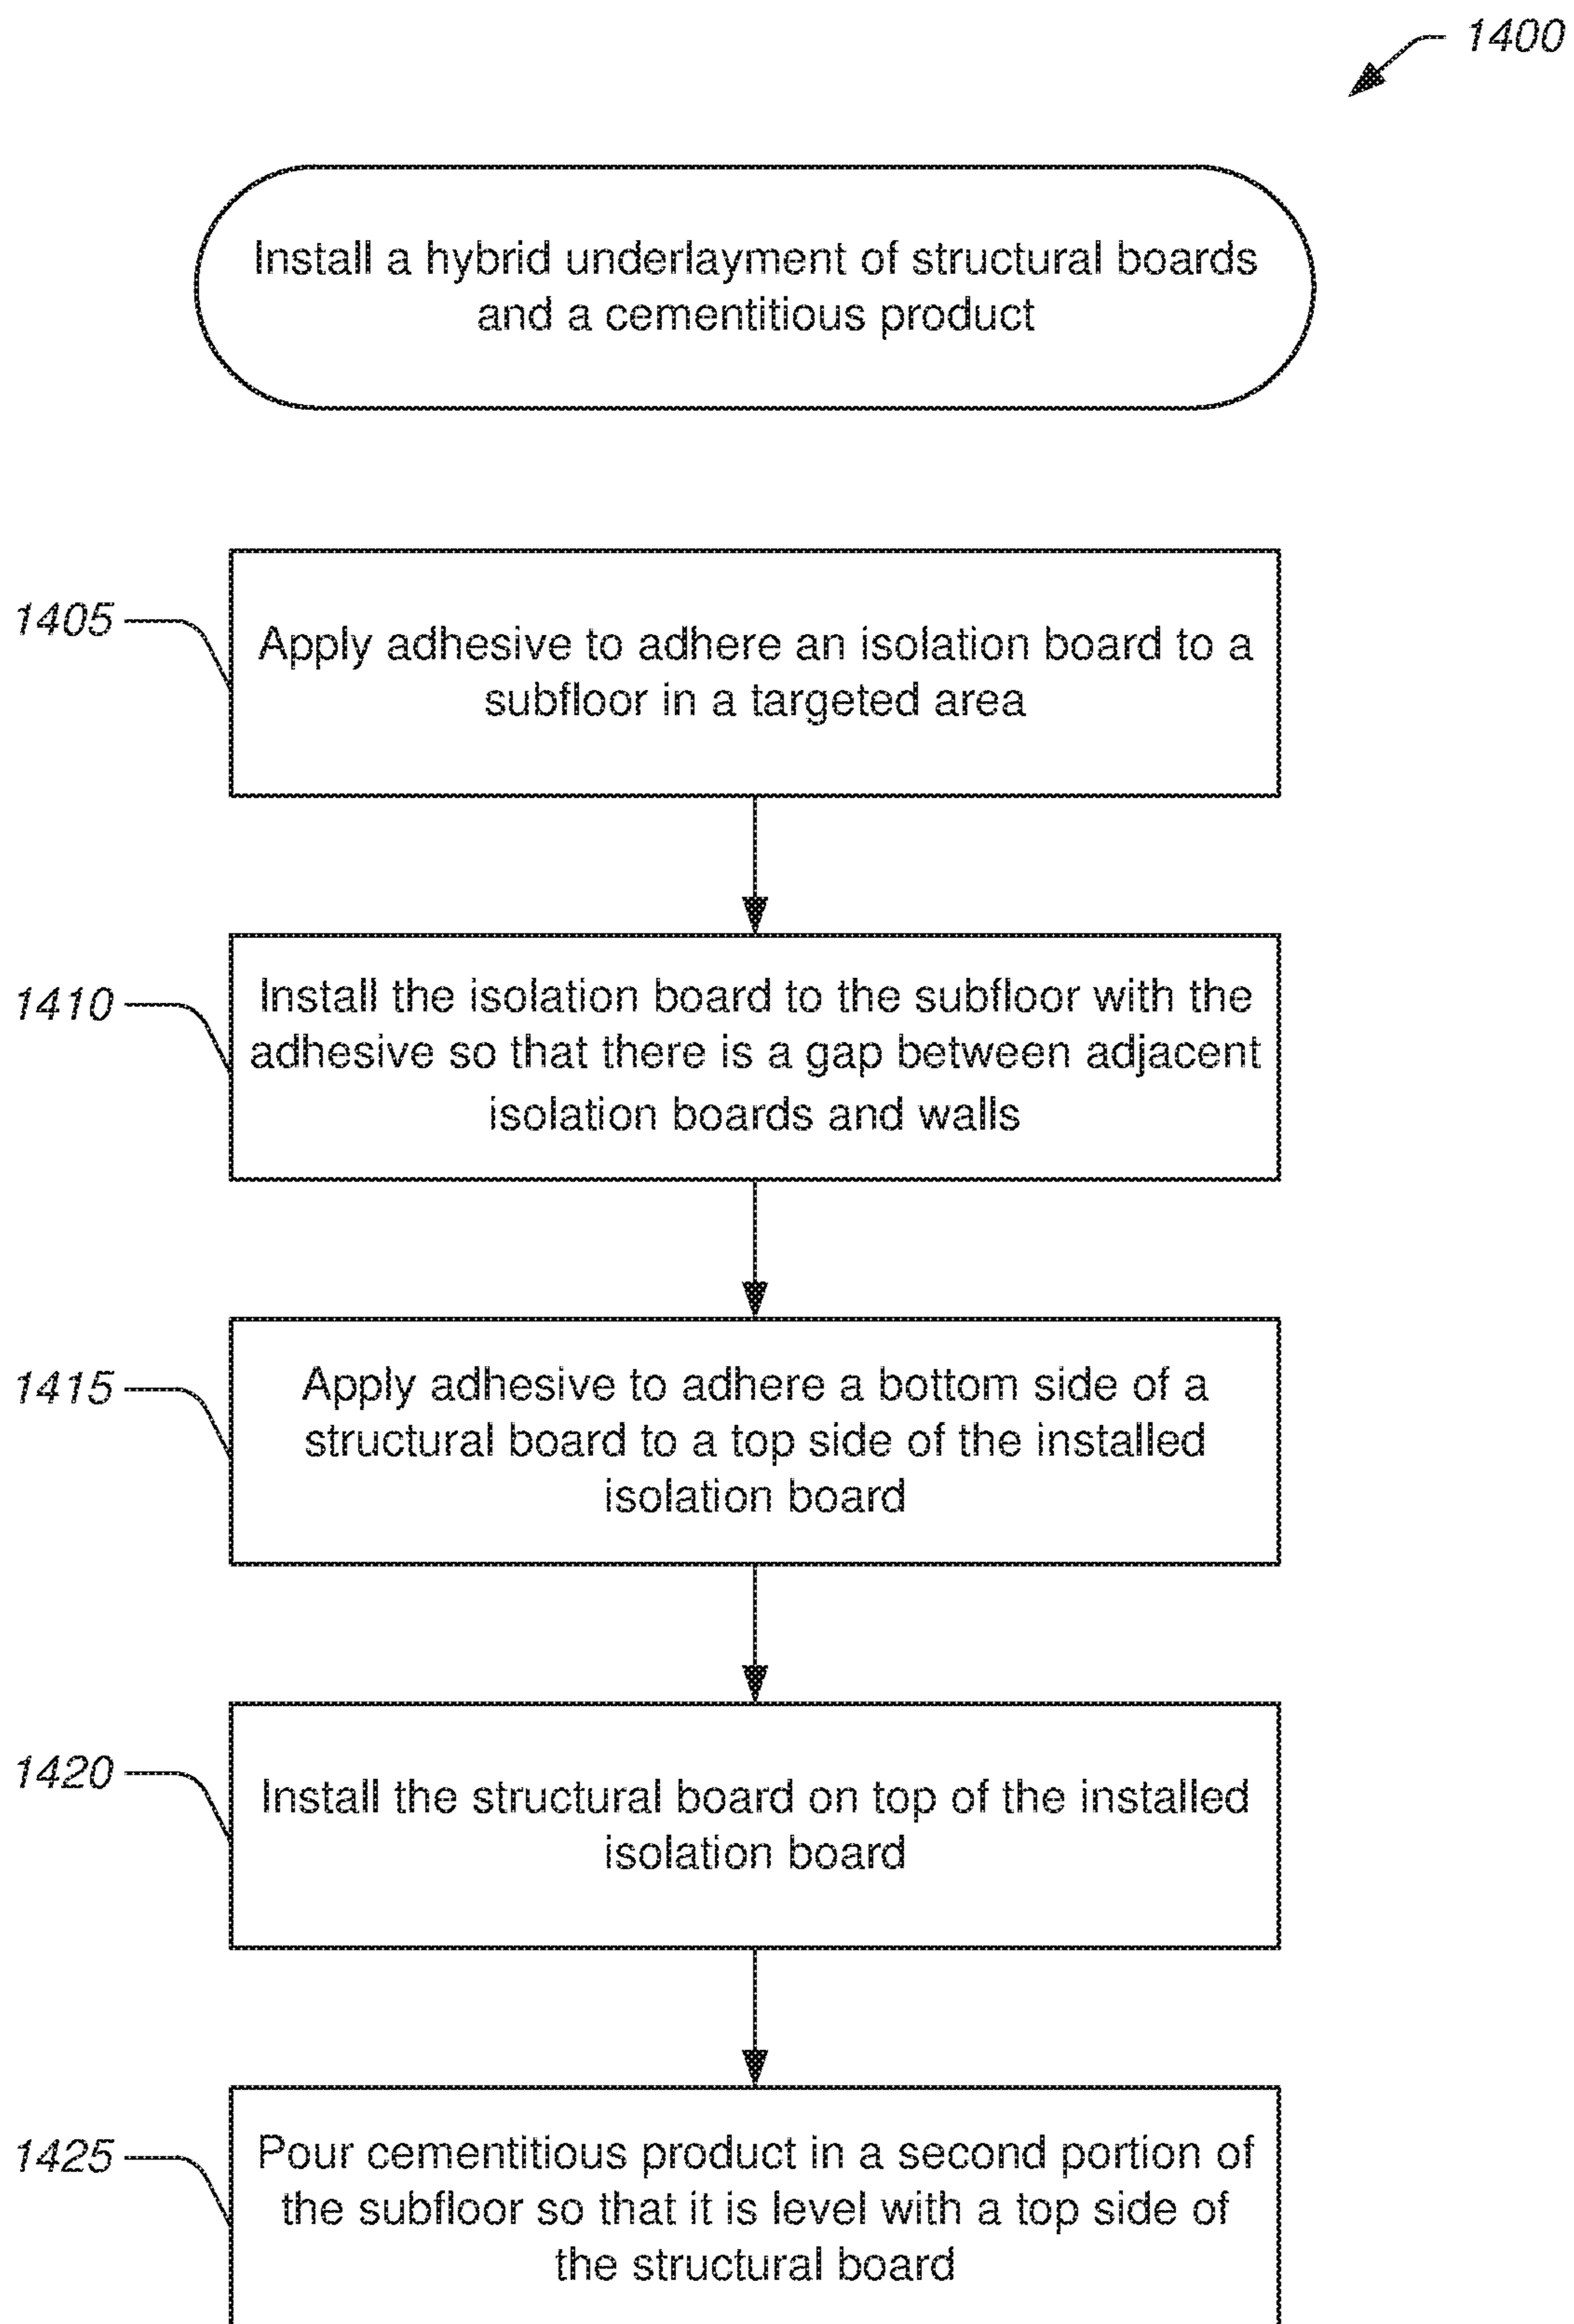 1400
Install a hybrid underlayment of structural boards
and a cementitious product
1405
Apply adhesive to adhere an isolation board to a
subfloor in a targeted area
1410
Install the isolation board to the subfloor with the
adhesive so that there is a gap between adjacent
isolation boards and walls
1415
Apply adhesive to adhere a bottom side of a
structural board to a top side of the installed
isolation board
1420
Install the structural board on top of the installed
isolation board
1425
Pour cementitious product in a second portion of
the subfloor so that it is level with a top side of
the structural board